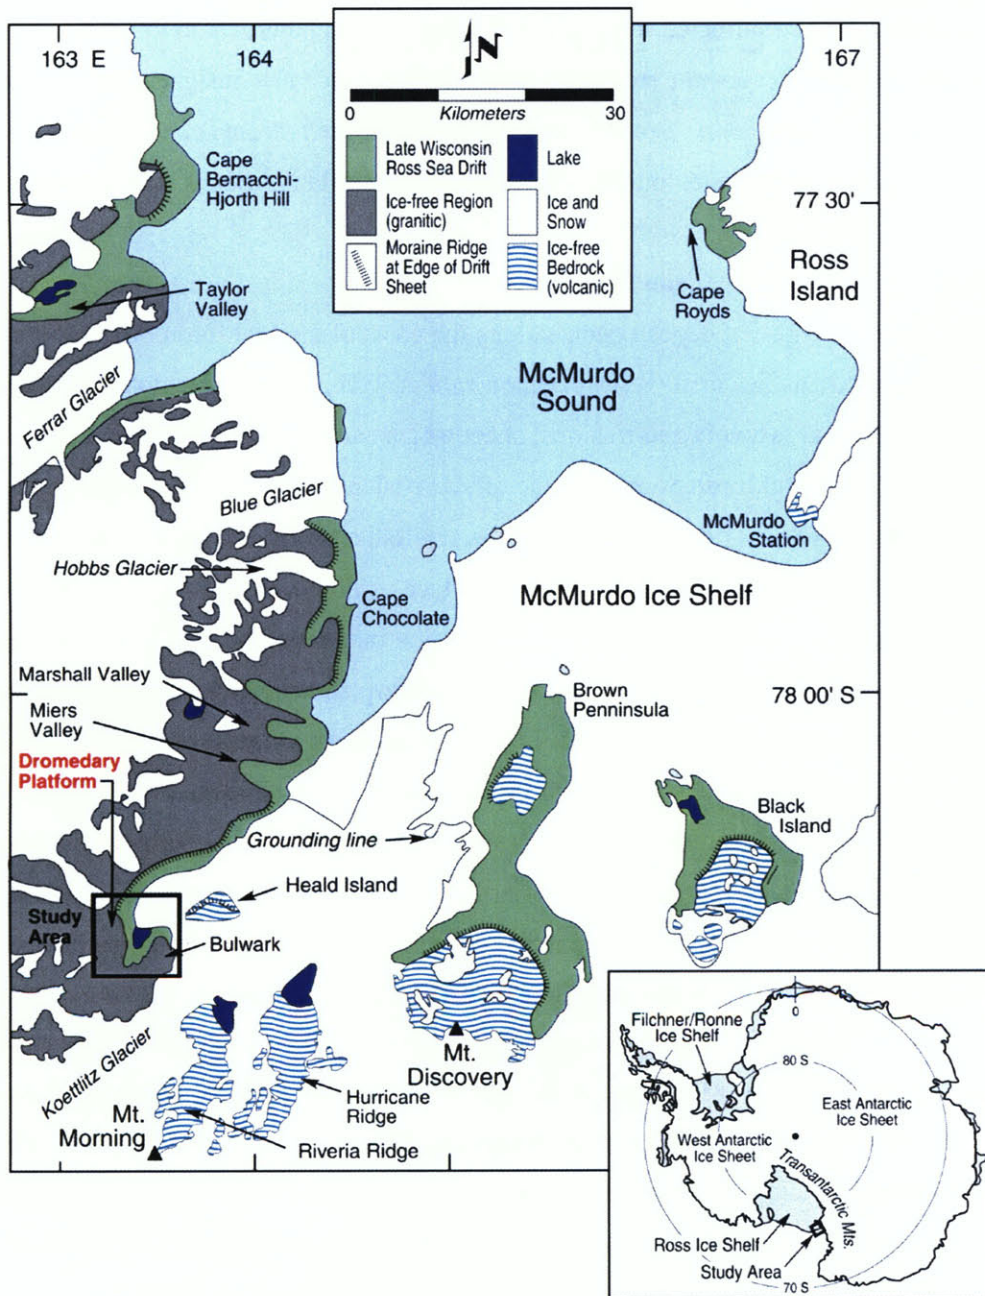 163 E
164
167
N
0
30
Kilometers
Late Wisconsin
Ross Sea Drift
Lake
Ice-free Region
(granitic)
Ice and
Snow
Moraine Ridge
at Edge of Drift
Sheet
Ice-free
Bedrock
(volcanic)
Cape
Bernacchi-
Hjorth Hill
77 30'
Cape
Royds
Ross
Island
Taylor
Valley
Ferrar Glacier
McMurdo
Sound
Blue Glacier
McMurdo
Station
Hobbs Glacier
Cape
Chocolate
McMurdo Ice Shelf
Marshall Valley
Miers
Valley
Brown
Penninsula
78 00' S
Dromedary
Platform
Grounding line
Black
Island
Heald Island
Study
Area
Bulwark
Koettlitz Glacier
Mt.
Discovery
Hurricane
Ridge
Mt.
Morning
Riveria Ridge
0
Filchner/Ronne
Ice Shelf
80 S
East Antarctic
Ice Sheet
West Antarctic
Ice Sheet
Transantarctic Mts.
Ross Ice Shelf
Study Area
70 S